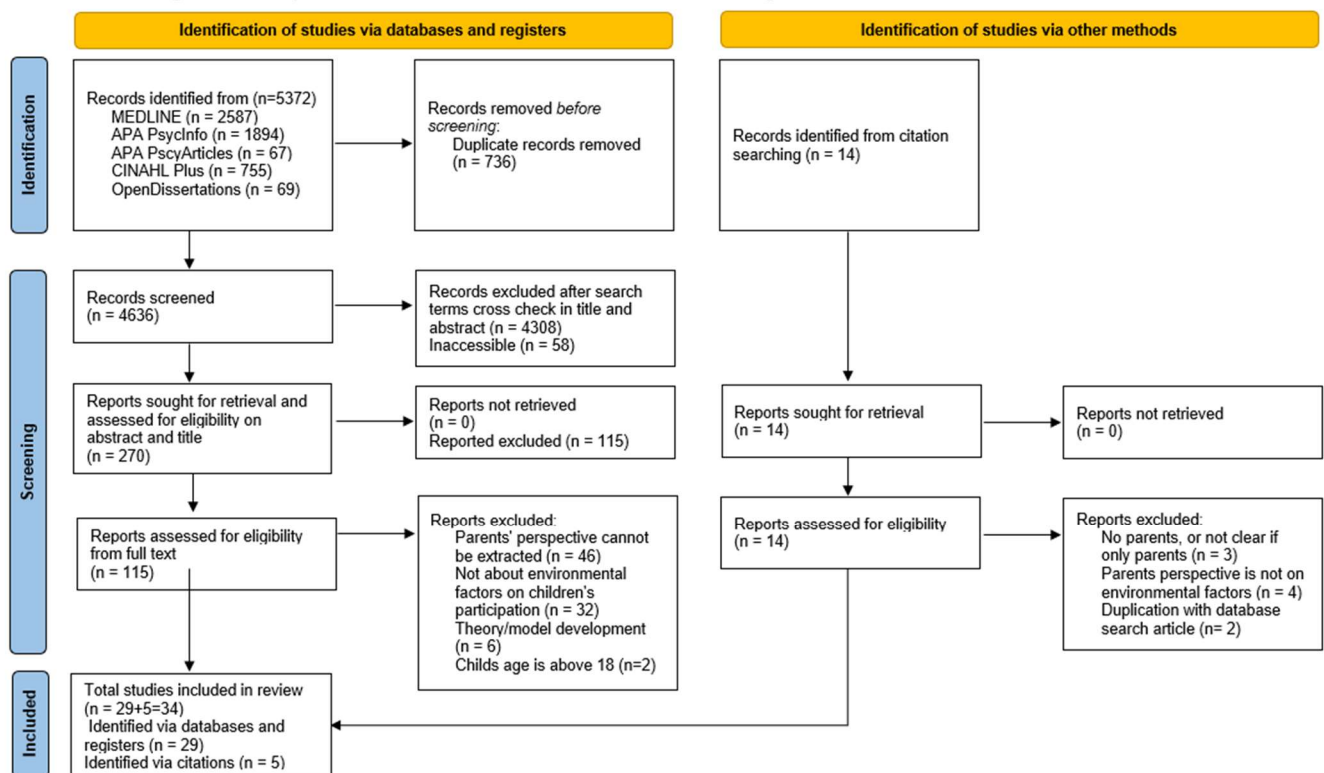 Identification of studies via databases and registers
Identification of studies via other methods
Identification
Records identified from (n=5372)
MEDLINE (n = 2587)
APA PsycInfo (n = 1894)
APA PscyArticles (n = 67)
CINAHL Plus (n = 755)
OpenDissertations (n = 69)
Records removed before
screening:
Duplicate records removed
(n = 736)
Records identified from citation
searching (n = 14)
Screening
Records screened
(n = 4636)
Records excluded after search
terms cross check in title and
abstract (n = 4308)
Inaccessible (n = 58)
Reports sought for retrieval and
assessed for eligibility on
abstract and title
(n = 270)
Reports not retrieved
(n = 0)
Reported excluded (n = 115)
Reports sought for retrieval
(n = 14)
Reports not retrieved
(n = 0)
Reports assessed for eligibility
from full text
(n = 115)
Reports excluded:
Parents' perspective cannot
be extracted (n = 46)
Not about environmental
factors on children's
participation (n = 32)
Theory/model development
(n = 6)
Childs age is above 18 (n=2)
Reports assessed for eligibility
(n = 14)
Reports excluded:
No parents, or not clear if
only parents (n = 3)
Parents perspective is not on
environmental factors (n = 4)
Duplication with database
search article (n= 2)
Included
Total studies included in review
(n = 29+5=34)
Identified via databases and
registers (n = 29)
Identified via citations (n = 5)